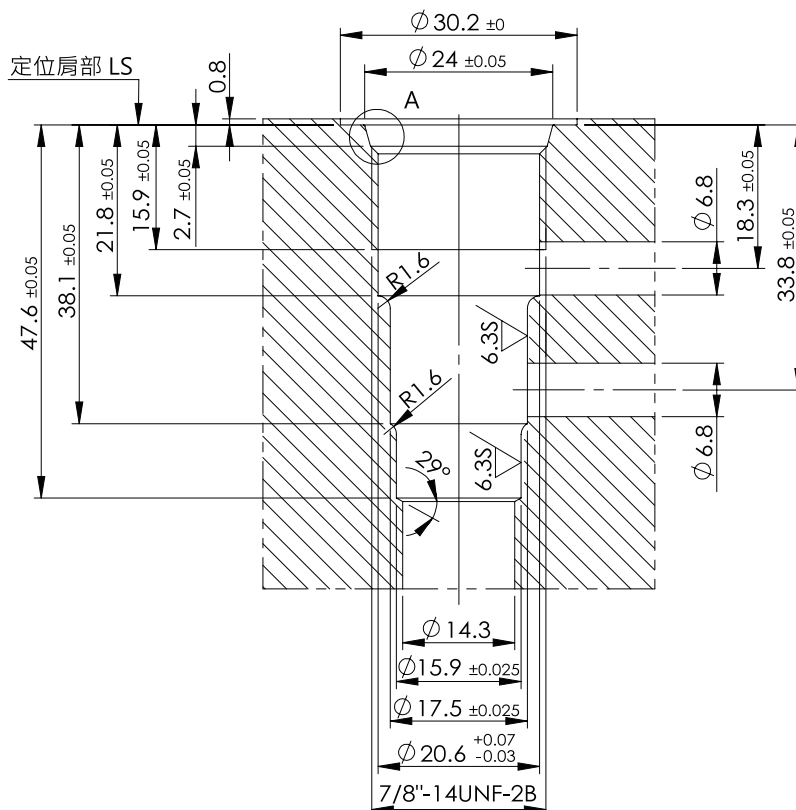 Ø30.2 ±0
Ø24 ±0.05
定位肩部 LS
0.8
A
47.6 ±0.05
38.1 ±0.05
21.8 ±0.05
15.9 ±0.05
2.7 ±0.05
Ø6.8
18.3 ±0.05
33.8 ±0.05
R1.6
6.3S
R1.6
29°
6.3S
Ø6.8
Ø14.3
Ø15.9 ±0.025
Ø17.5 ±0.025
Ø20.6 +0.07 -0.03
7/8"-14UNF-2B